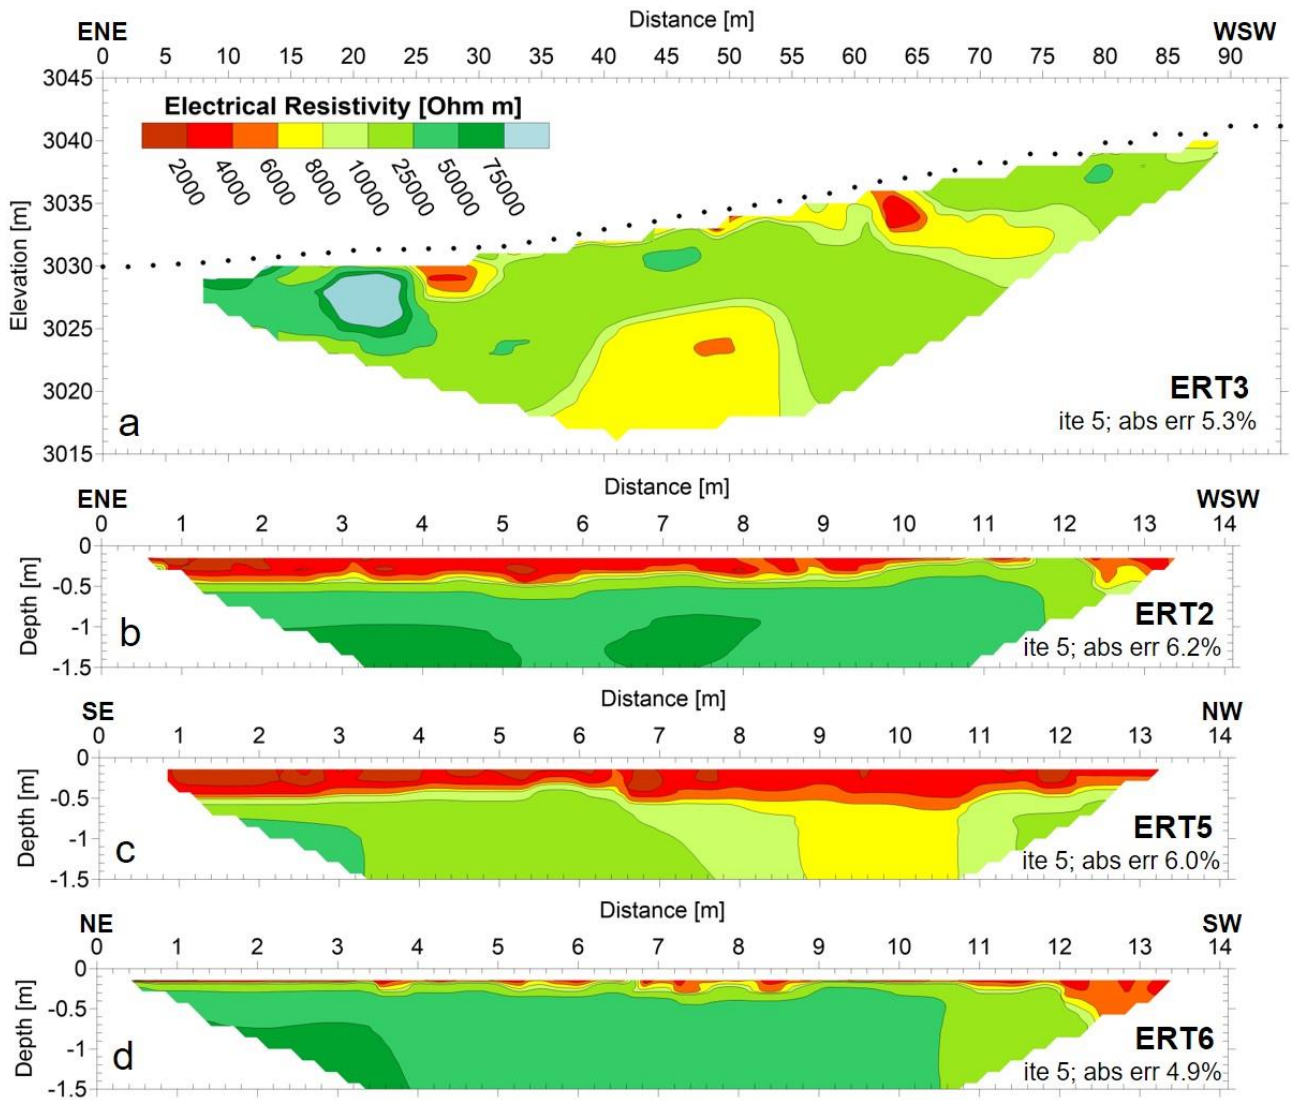 Distance [m]
ENE WSW
0 5 10 15 20 25 30 35 40 45 50 55 60 65 70 75 80 85 90
3045
Electrical Resistivity [Ohm m]
3040
2000 4000 6000 8000 10000 25000 50000 75000
3035
3030
Elevation [m]
3025
3020
ERT3
a
ite 5; abs err 5.3%
3015
Distance [m]
ENE WSW
0 1 2 3 4 5 6 7 8 9 10 11 12 13 14
0
-0.5
Depth [m]
-1
b
ERT2
ite 5; abs err 6.2%
-1.5
Distance [m]
SE NW
0 1 2 3 4 5 6 7 8 9 10 11 12 13 14
0
-0.5
Depth [m]
-1
c
ERT5
ite 5; abs err 6.0%
-1.5
Distance [m]
NE SW
0 1 2 3 4 5 6 7 8 9 10 11 12 13 14
0
-0.5
Depth [m]
-1
d
ERT6
ite 5; abs err 4.9%
-1.5